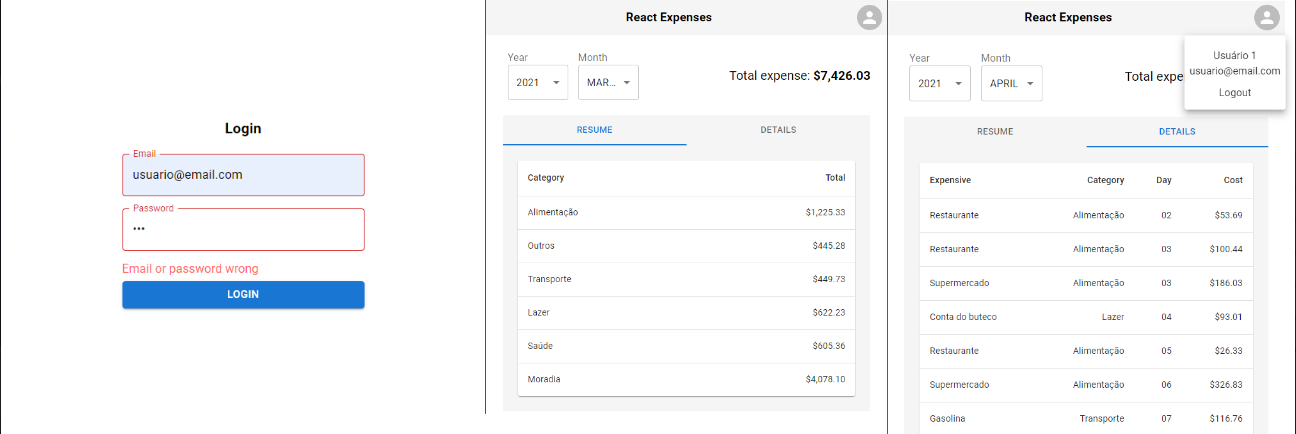 Login
Email
usuario@email.com
Password
•••
Email or password wrong
LOGIN
React Expenses
Year
Month
2021
MAR...
Total expense: $7,426.03
RESUME
DETAILS
Category
Total
Alimentação
$1,225.33
Outros
$445.28
Transporte
$449.73
Lazer
$622.23
Saúde
$605.36
Moradia
$4,078.10
React Expenses
Year
Month
2021
APRIL
Total expe
Usuário 1
usuario@email.com
Logout
RESUME
DETAILS
Expensive Category Day Cost
Restaurante Alimentação 02 $53.69
Restaurante Alimentação 03 $100.44
Supermercado Alimentação 03 $186.03
Conta do buteco Lazer 04 $93.01
Restaurante Alimentação 05 $26.33
Supermercado Alimentação 06 $326.83
Gasolina Transporte 07 $116.76